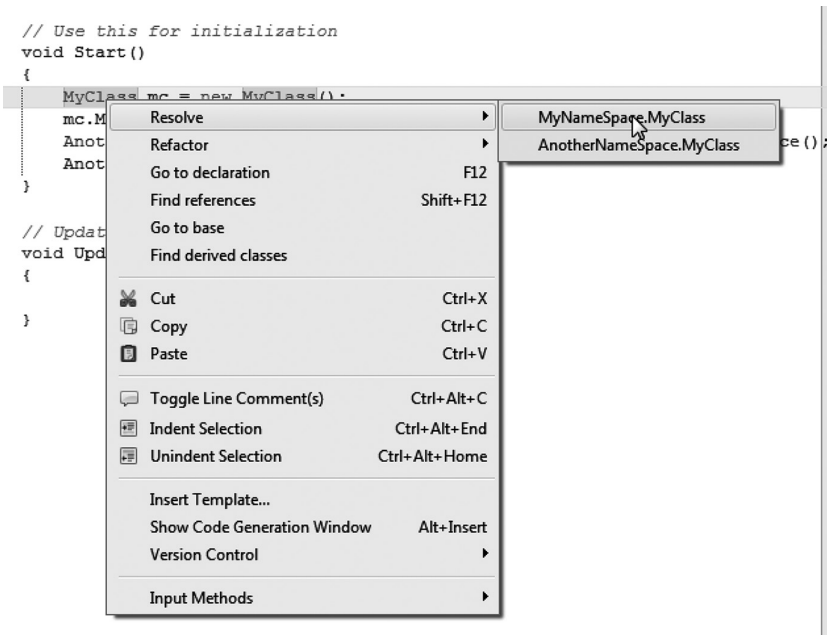 // Use this for initialization
void Start()
{
MyClass mc = new MyClass();
mc.M
Anot ce();
Anot
}
// Updat
void Upd
{
}
Resolve
MyNameSpace.MyClass
AnotherNameSpace.MyClass
Refactor
Go to declaration F12
Find references Shift+F12
Go to base
Find derived classes
Cut Ctrl+X
Copy Ctrl+C
Paste Ctrl+V
Toggle Line Comment(s) Ctrl+Alt+C
Indent Selection Ctrl+Alt+End
Unindent Selection Ctrl+Alt+Home
Insert Template...
Show Code Generation Window Alt+Insert
Version Control
Input Methods